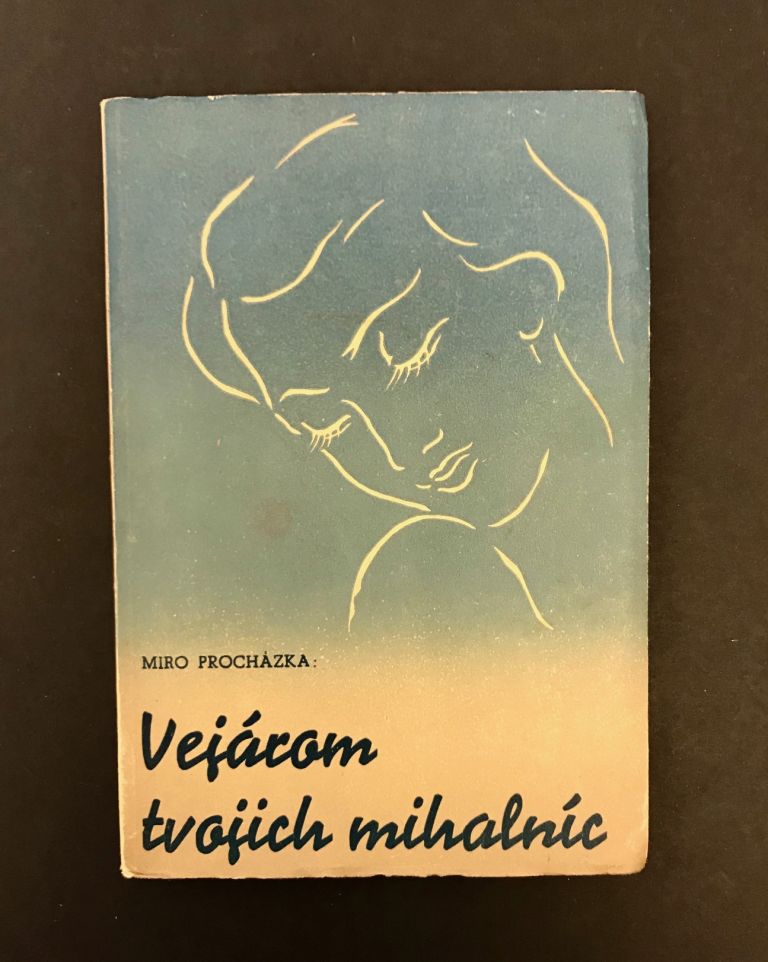 MIRO PROCHÁZKA:
Vejárom
tvojich mihalníc